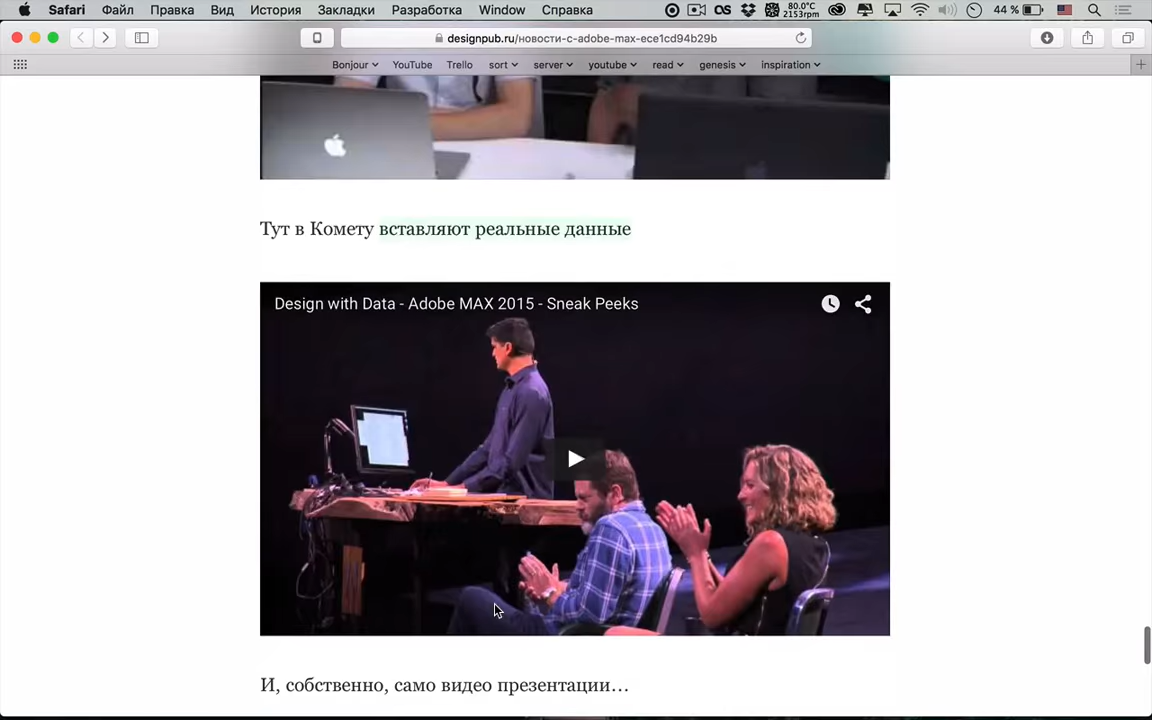 Safari Файл Правка Вид История Закладки Разработка Window Справка 80.0°C 2153rpm 44 %
designpub.ru/новости-с-adobe-max-ece1cd94b29b
Bonjour YouTube Trello sort server youtube read genesis inspiration
Тут в Комету вставляют реальные данные
Design with Data - Adobe MAX 2015 - Sneak Peeks
И, собственно, само видео презентации…